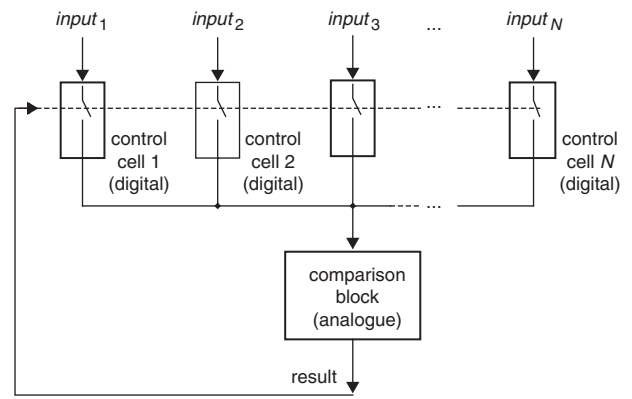 input1 input2 input3 ... inputN
control
cell 1
(digital)
control
cell 2
(digital)
...
control
cell N
(digital)
...
comparison
block
(analogue)
result